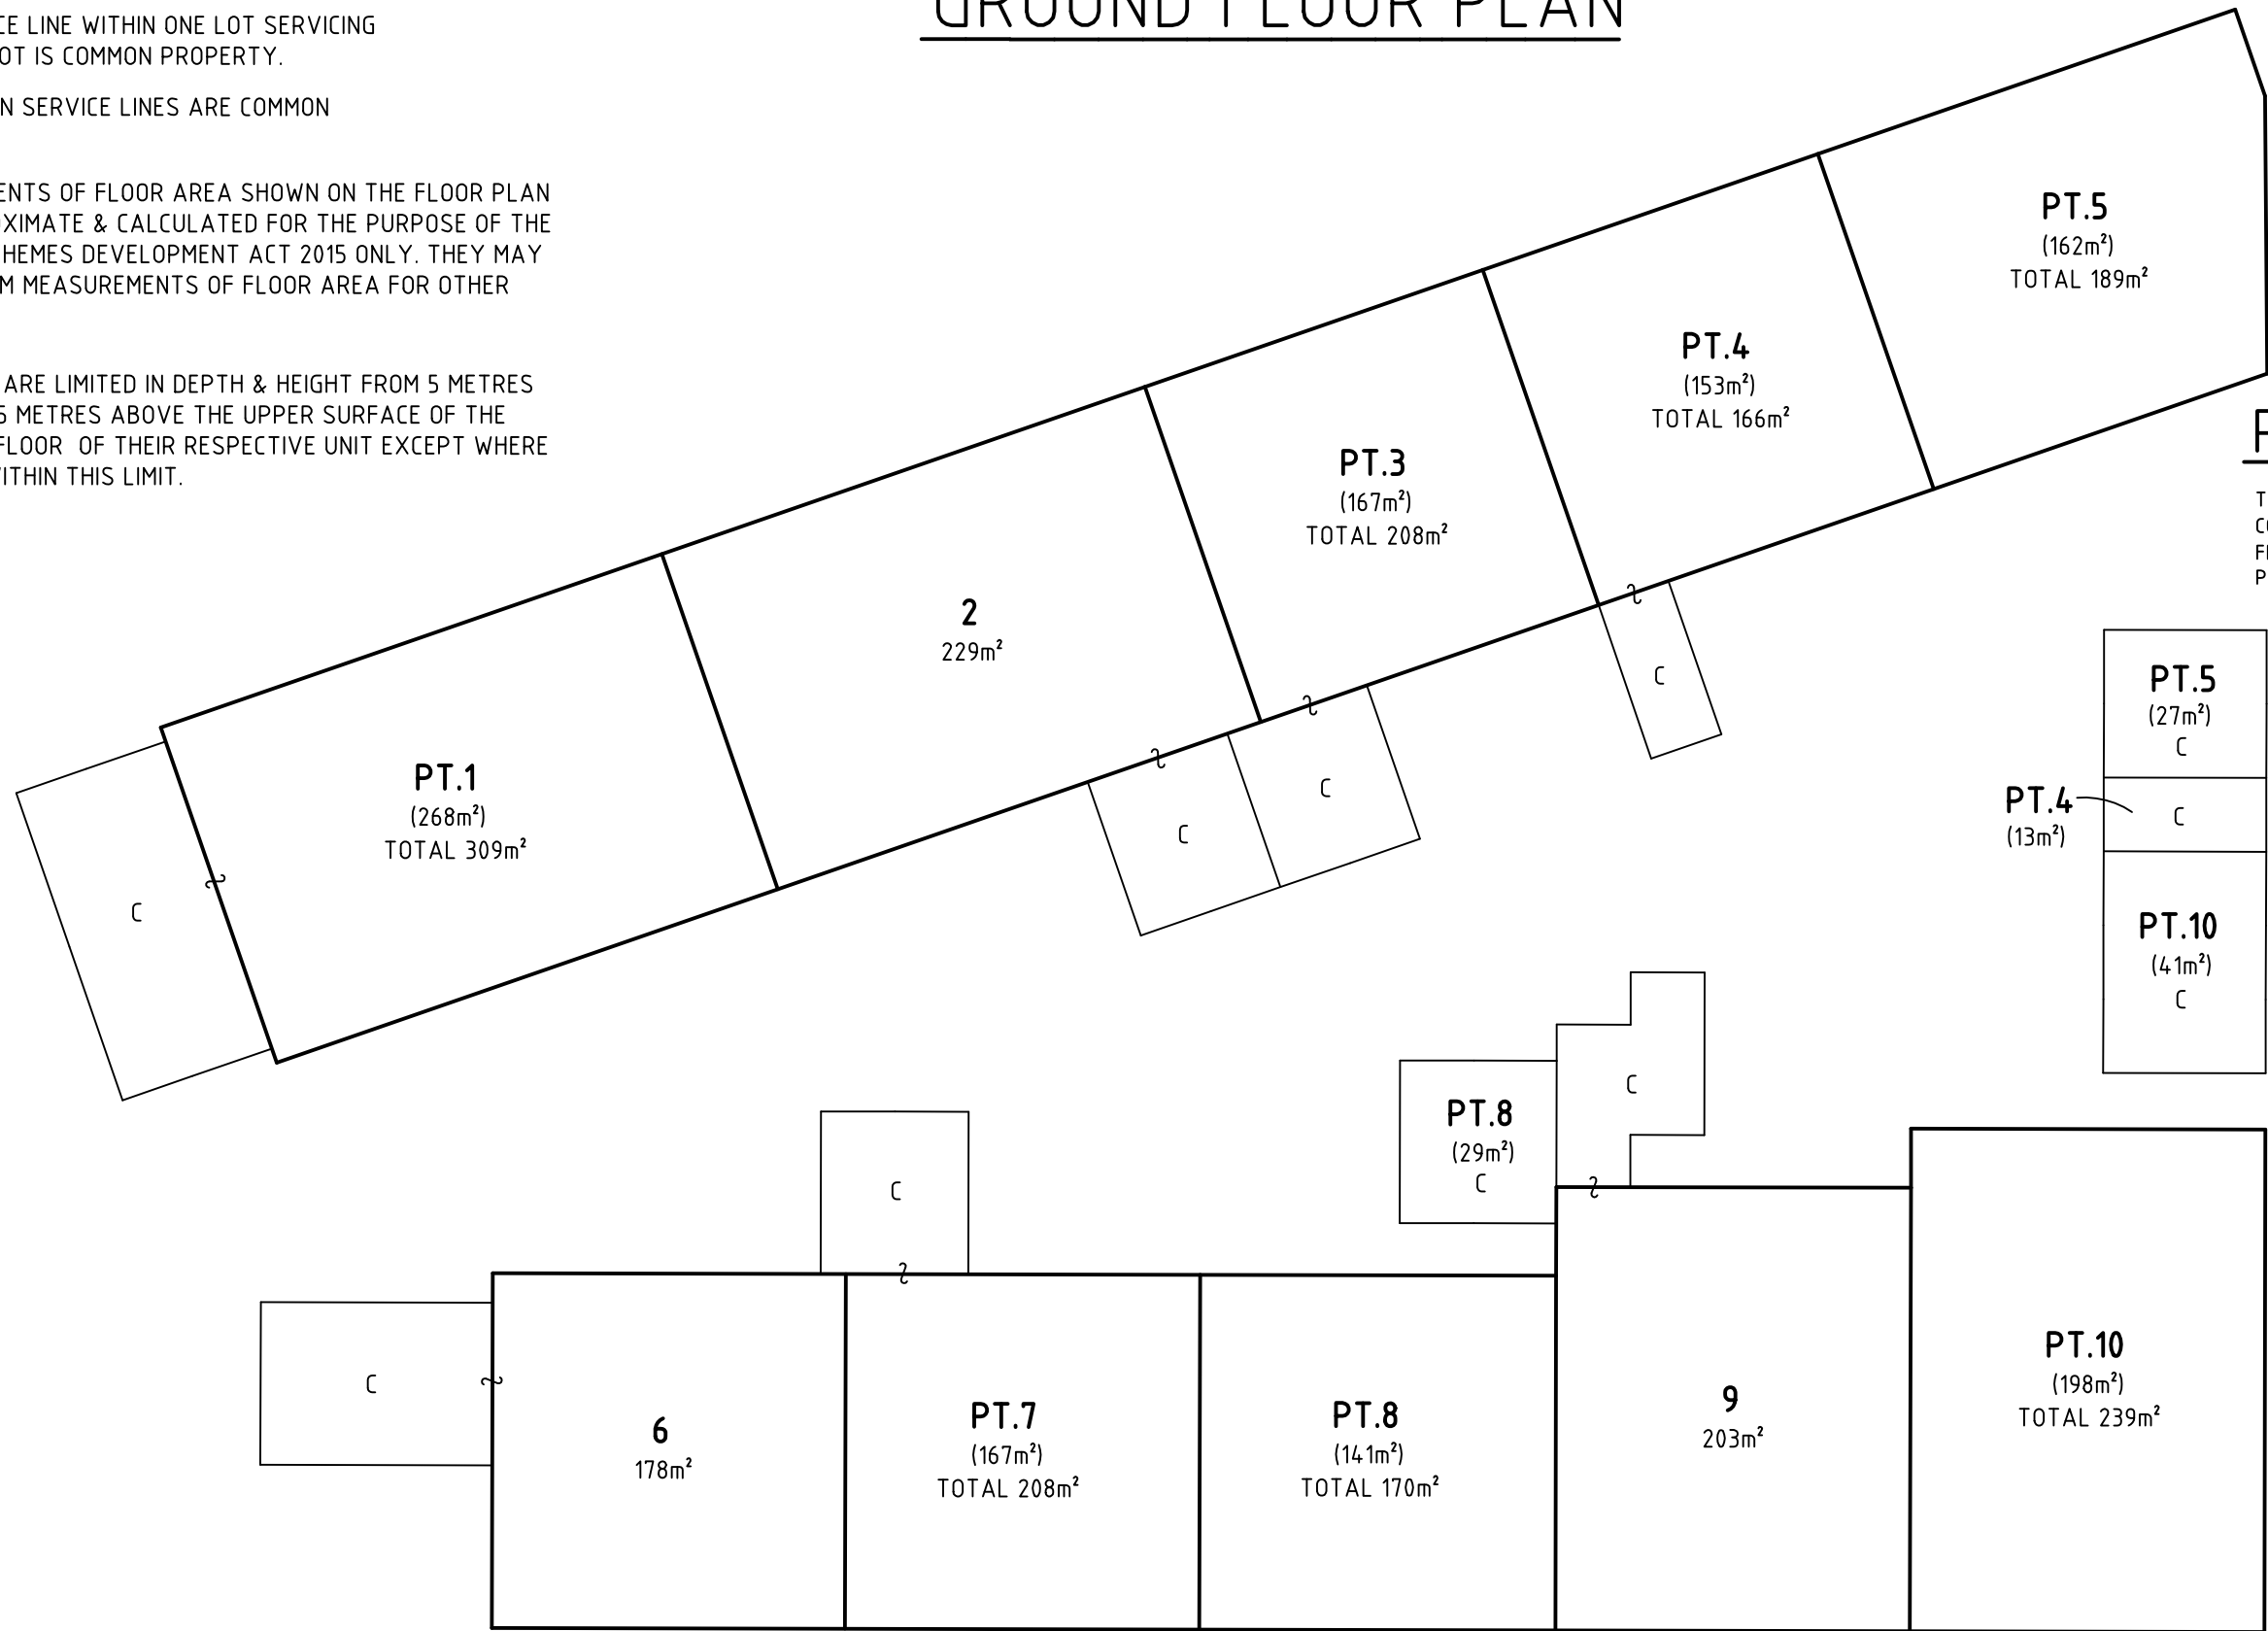 GROUND FLOOR PLAN
CE LINE WITHIN ONE LOT SERVICING
OT IS COMMON PROPERTY.
N SERVICE LINES ARE COMMON
ENTS OF FLOOR AREA SHOWN ON THE FLOOR PLAN
OXIMATE & CALCULATED FOR THE PURPOSE OF THE
HEMES DEVELOPMENT ACT 2015 ONLY. THEY MAY
M MEASUREMENTS OF FLOOR AREA FOR OTHER
ARE LIMITED IN DEPTH & HEIGHT FROM 5 METRES
5 METRES ABOVE THE UPPER SURFACE OF THE
FLOOR OF THEIR RESPECTIVE UNIT EXCEPT WHERE
WITHIN THIS LIMIT.
PT.5
(162m²)
TOTAL 189m²
PT.4
(153m²)
TOTAL 166m²
PT.3
(167m²)
TOTAL 208m²
2
229m²
PT.1
(268m²)
TOTAL 309m²
C
C
C
C
PT.5
(27m²)
C
PT.4
(13m²)
C
PT.10
(41m²)
C
PT.8
(29m²)
C
C
C
C
6
178m²
PT.7
(167m²)
TOTAL 208m²
PT.8
(141m²)
TOTAL 170m²
9
203m²
PT.10
(198m²)
TOTAL 239m²